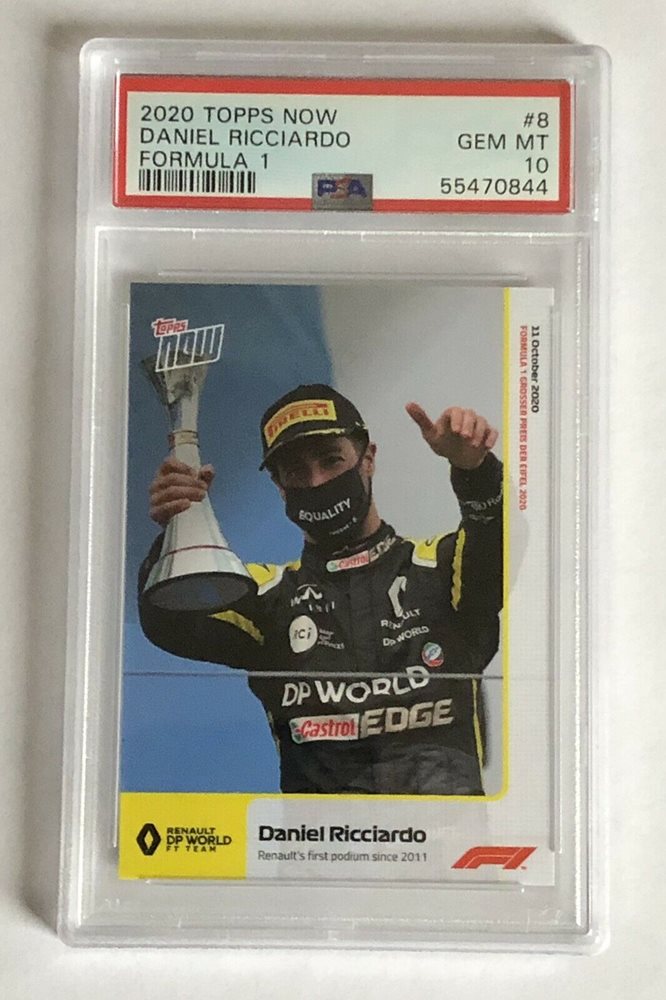 2020 TOPPS NOW #8
DANIEL RICCIARDO GEM MT
FORMULA 1 10
55470844
PSA
TOPPS
NOW
11 October 2020
FORMULA 1 GROSSER PREIS DER EIFEL 2020
PIRELLI
EQUALITY
Castrol EDGE
RENAULT
DP WORLD
RCi
DP WORLD
Castrol EDGE
RENAULT
DP WORLD
F1 TEAM
Daniel Ricciardo
Renault's first podium since 2011
F1